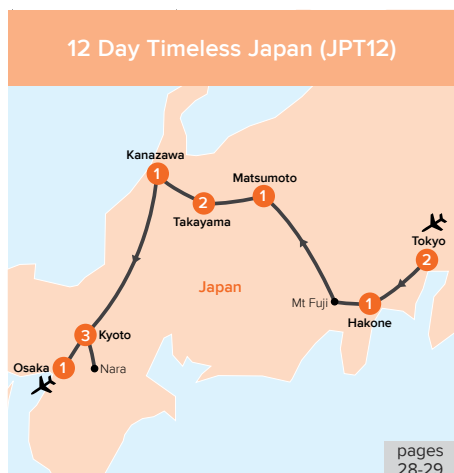 12 Day Timeless Japan (JPT12)
Kanazawa
1
Matsumoto
1
2
Takayama
Tokyo
2
Japan
Mt Fuji
1
Hakone
3 Kyoto
Osaka 1
Nara
pages
28-29